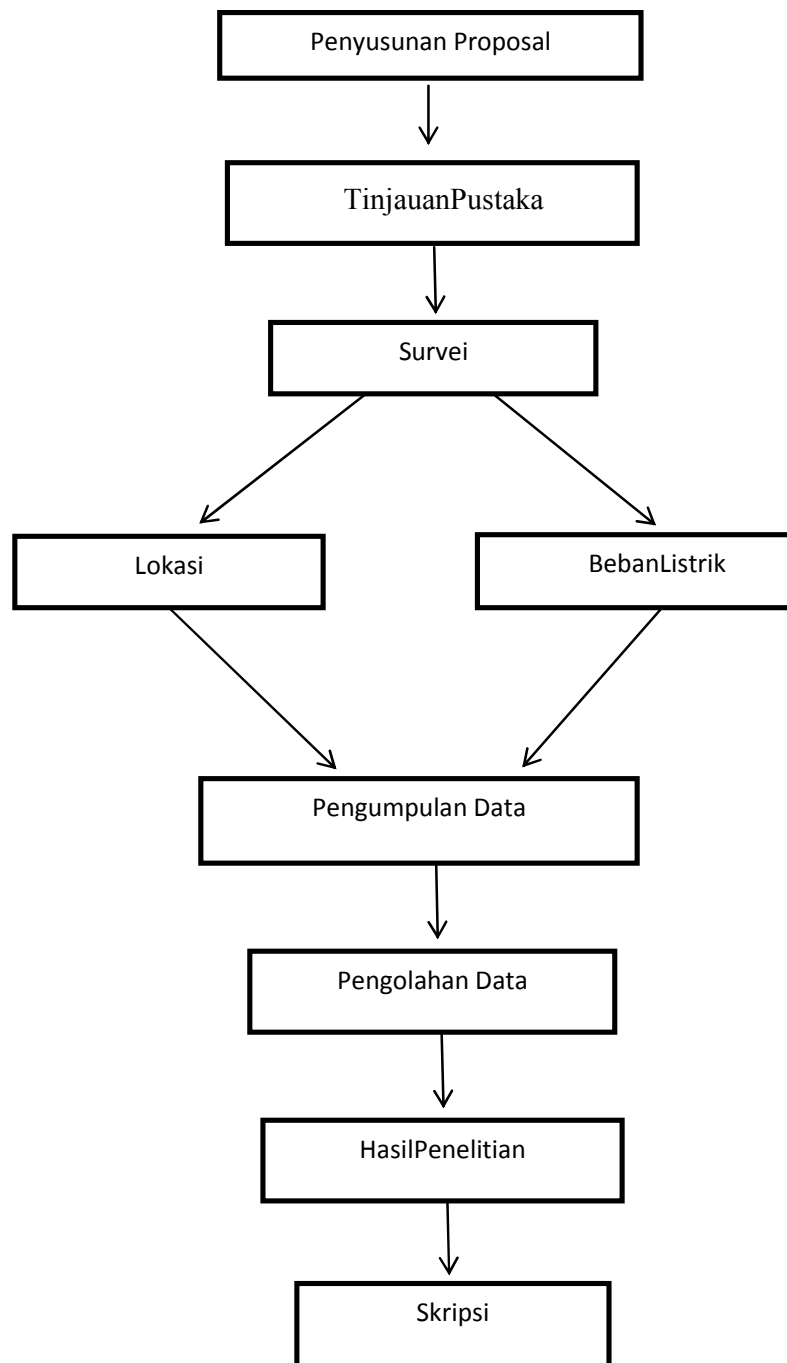 Penyusunan Proposal
TinjauanPustaka
Survei
Lokasi
BebanListrik
Pengumpulan Data
Pengolahan Data
HasilPenelitian
Skripsi